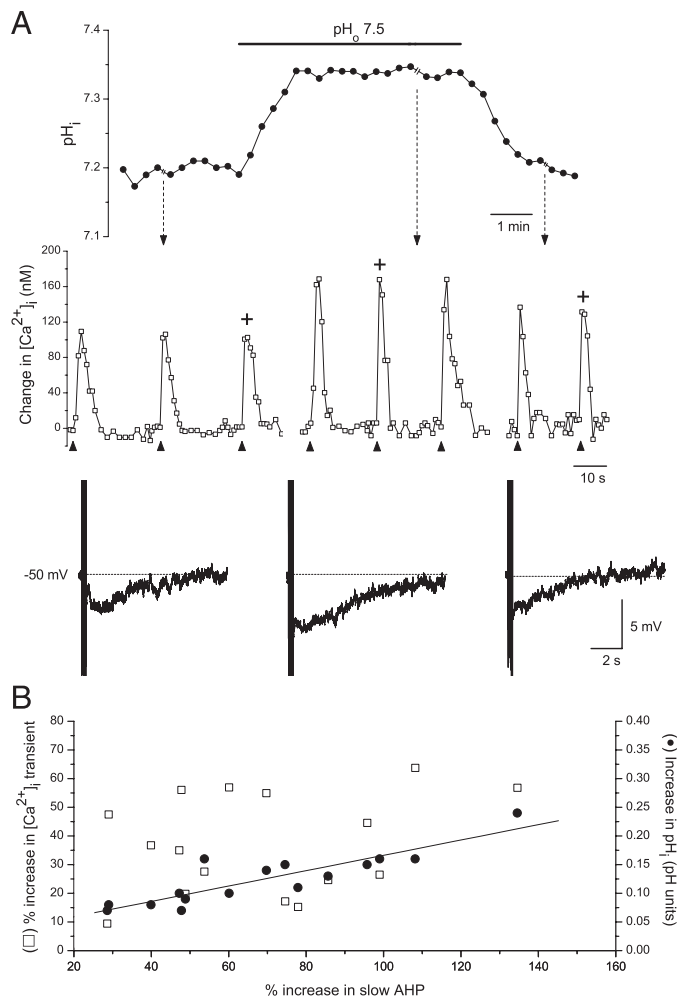 A
pHo 7.5
7.4
7.3
7.2
7.1
pHi
1 min
200
160
120
80
40
0
Change in [Ca2+]i (nM)
+
+
+
10 s
-50 mV
5 mV
2 s
B
80
70
60
50
40
30
20
10
0
(□) % increase in [Ca2+]i transient
0.40
0.35
0.30
0.25
0.20
0.15
0.10
0.05
0.00
(●) Increase in pHi (pH units)
20 40 60 80 100 120 140 160
% increase in slow AHP